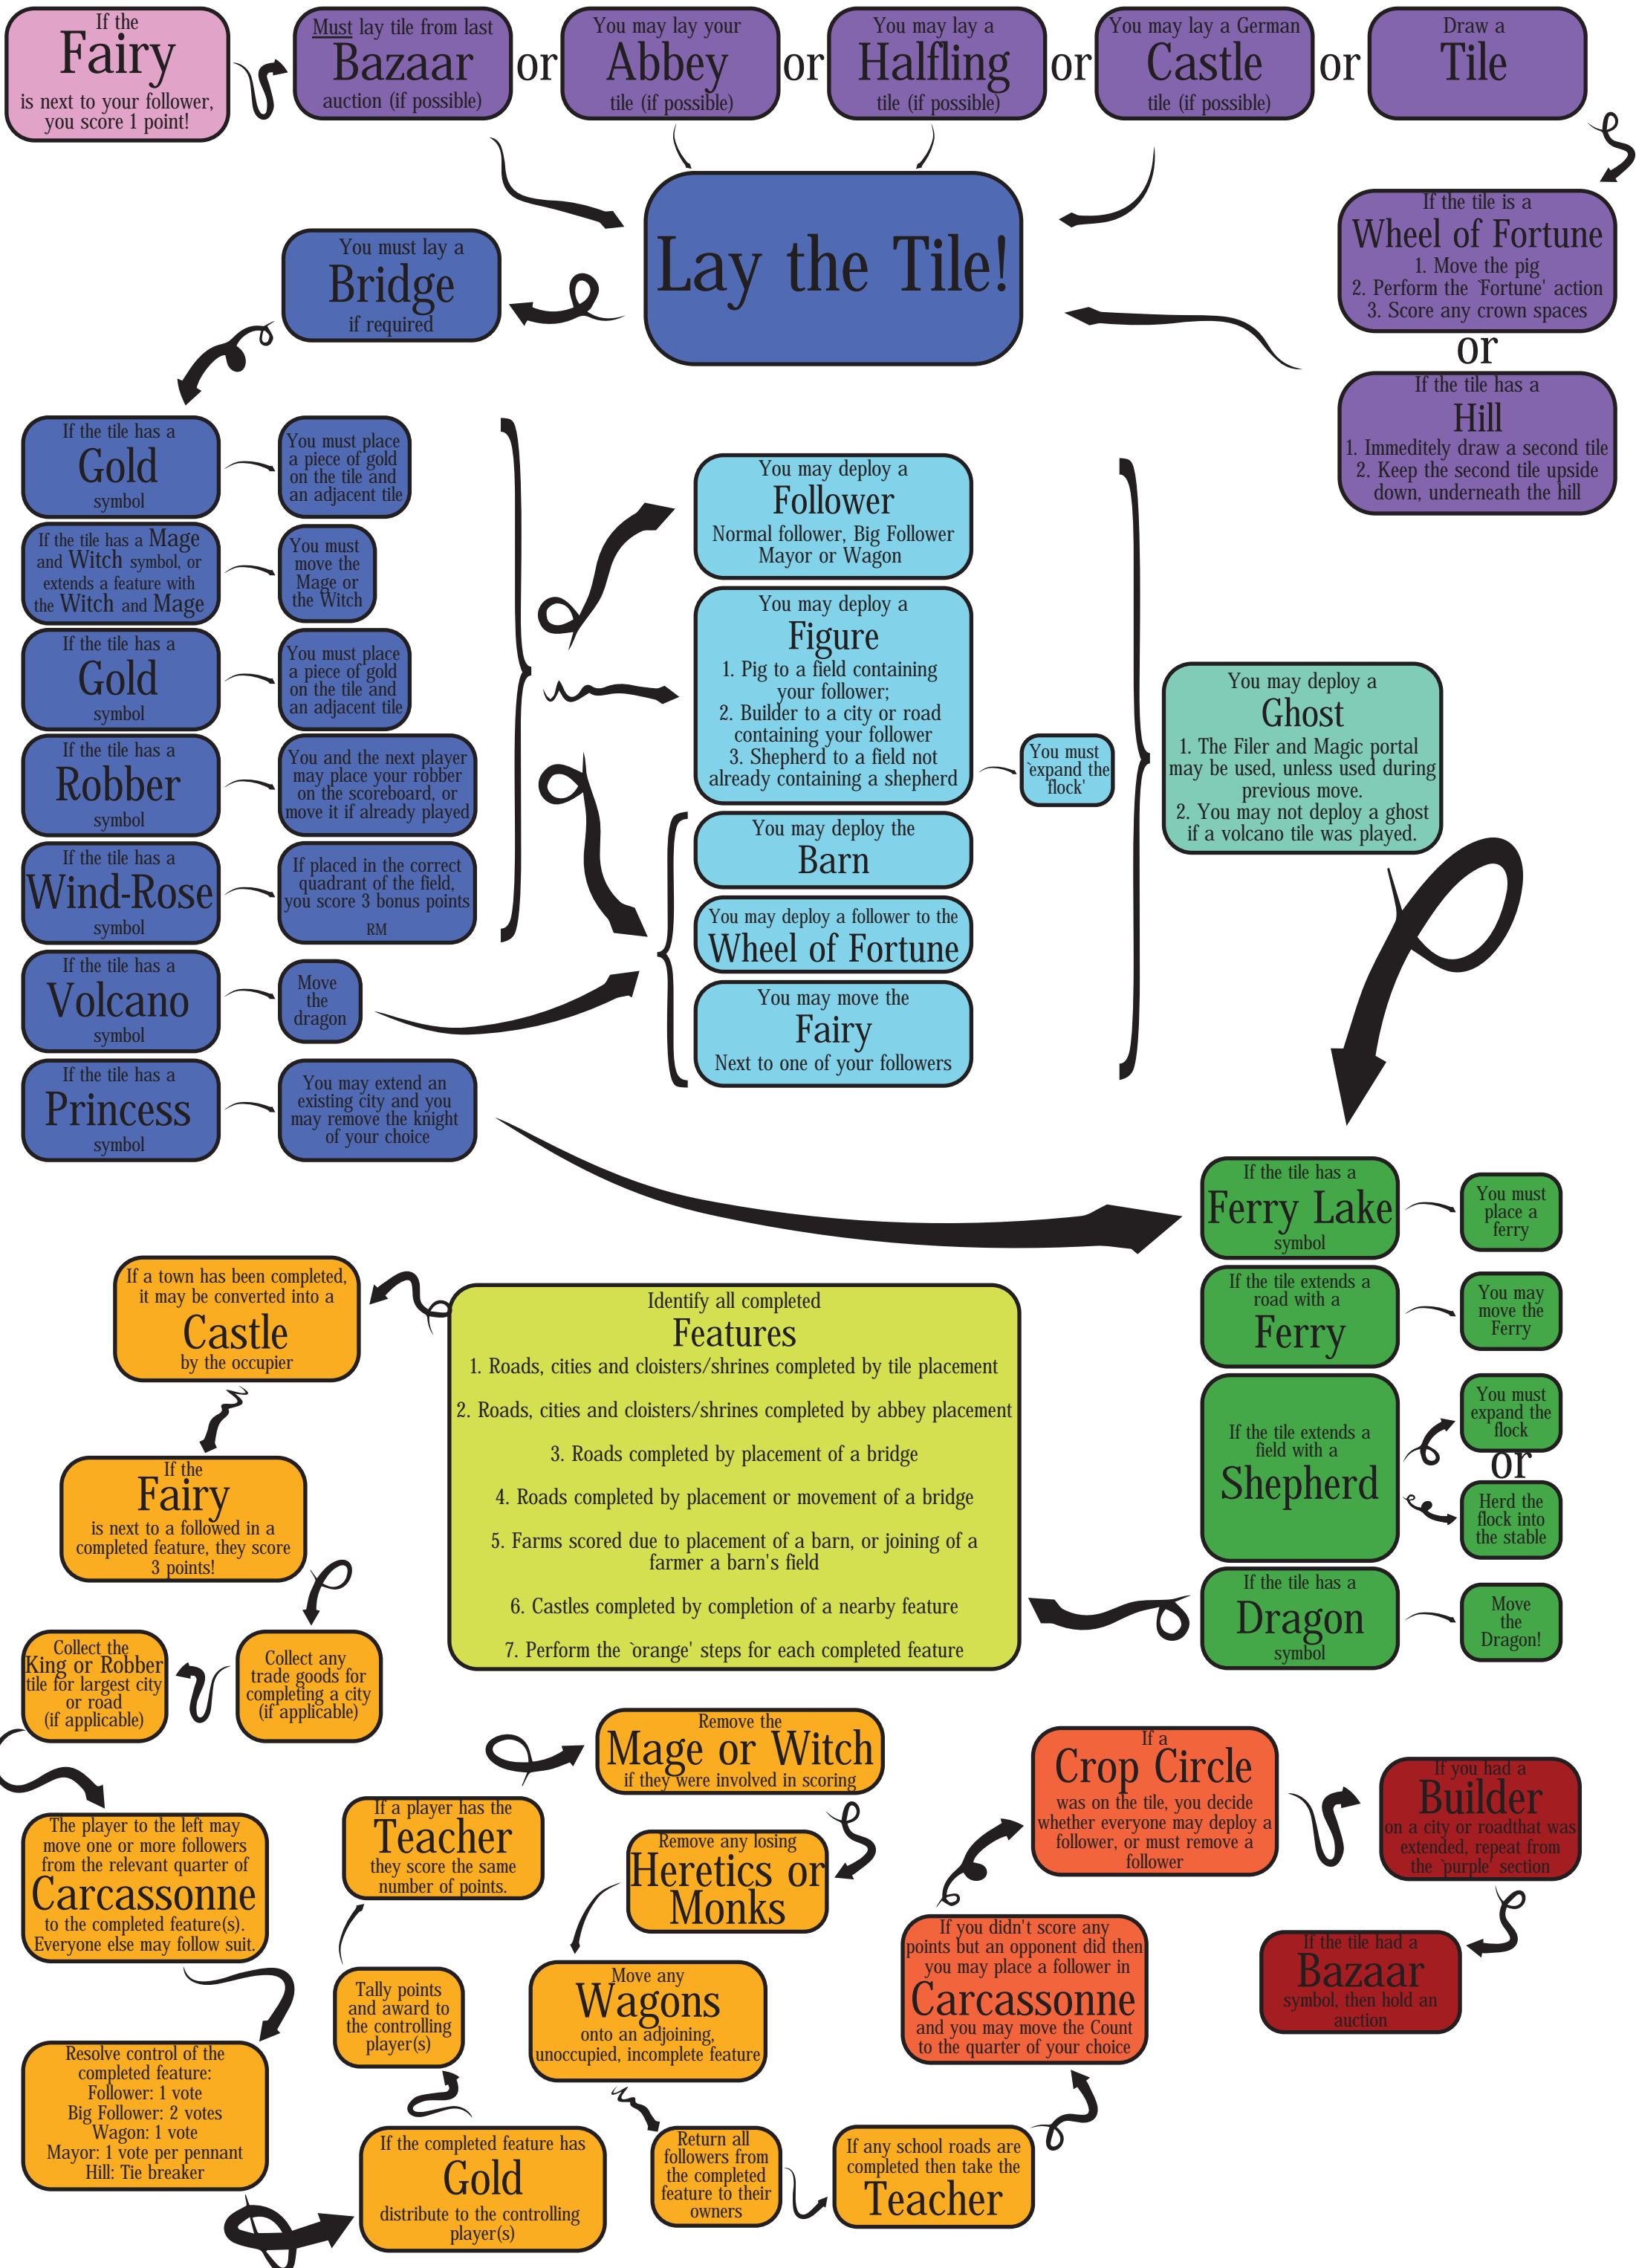 If the
Fairy
is next to your follower,
you score 1 point!
Must lay tile from last
Bazaar
auction (if possible)
or
You may lay your
Abbey
tile (if possible)
or
You may lay a
Halfling
tile (if possible)
or
You may lay a German
Castle
tile (if possible)
or
Draw a
Tile
If the tile is a
Wheel of Fortune
1. Move the pig
2. Perform the `Fortune' action
3. Score any crown spaces
or
If the tile has a
Hill
1. Immeditely draw a second tile
2. Keep the second tile upside
down, underneath the hill
Lay the Tile!
You must lay a
Bridge
if required
If the tile has a
Gold
symbol
You must place
a piece of gold
on the tile and
an adjacent tile
If the tile has a Mage
and Witch symbol, or
extends a feature with
the Witch and Mage
You must
move the
Mage or
the Witch
If the tile has a
Gold
symbol
You must place
a piece of gold
on the tile and
an adjacent tile
If the tile has a
Robber
symbol
You and the next player
may place your robber
on the scoreboard, or
move it if already played
If the tile has a
Wind-Rose
symbol
If placed in the correct
quadrant of the field,
you score 3 bonus points
RM
If the tile has a
Volcano
symbol
Move
the
dragon
If the tile has a
Princess
symbol
You may extend an
existing city and you
may remove the knight
of your choice
You may deploy a
Follower
Normal follower, Big Follower
Mayor or Wagon
You may deploy a
Figure
1. Pig to a field containing
your follower;
2. Builder to a city or road
containing your follower
3. Shepherd to a field not
already containing a shepherd
You must
`expand the
flock'
You may deploy the
Barn
You may deploy a follower to the
Wheel of Fortune
You may move the
Fairy
Next to one of your followers
You may deploy a
Ghost
1. The Filer and Magic portal
may be used, unless used during
previous move.
2. You may not deploy a ghost
if a volcano tile was played.
If the tile has a
Ferry Lake
symbol
You must
place a
ferry
If the tile extends a
road with a
Ferry
You may
move the
Ferry
If the tile extends a
field with a
Shepherd
You must
expand the
flock
or
Herd the
flock into
the stable
If the tile has a
Dragon
symbol
Move
the
Dragon!
Identify all completed
Features
1. Roads, cities and cloisters/shrines completed by tile placement
2. Roads, cities and cloisters/shrines completed by abbey placement
3. Roads completed by placement of a bridge
4. Roads completed by placement or movement of a bridge
5. Farms scored due to placement of a barn, or joining of a
farmer a barn's field
6. Castles completed by completion of a nearby feature
7. Perform the `orange' steps for each completed feature
If a town has been completed,
it may be converted into a
Castle
by the occupier
If the
Fairy
is next to a followed in a
completed feature, they score
3 points!
Collect any
trade goods for
completing a city
(if applicable)
Collect the
King or Robber
tile for largest city
or road
(if applicable)
The player to the left may
move one or more followers
from the relevant quarter of
Carcassonne
to the completed feature(s).
Everyone else may follow suit.
Resolve control of the
completed feature:
Follower: 1 vote
Big Follower: 2 votes
Wagon: 1 vote
Mayor: 1 vote per pennant
Hill: Tie breaker
If the completed feature has
Gold
distribute to the controlling
player(s)
Tally points
and award to
the controlling
player(s)
If a player has the
Teacher
they score the same
number of points.
Remove the
Mage or Witch
if they were involved in scoring
Remove any losing
Heretics or
Monks
Move any
Wagons
onto an adjoining,
unoccupied, incomplete feature
Return all
followers from
the completed
feature to their
owners
If any school roads are
completed then take the
Teacher
If you didn't score any
points but an opponent did then
you may place a follower in
Carcassonne
and you may move the Count
to the quarter of your choice
If a
Crop Circle
was on the tile, you decide
whether everyone may deploy a
follower, or must remove a
follower
If you had a
Builder
on a city or roadthat was
extended, repeat from
the `purple' section
If the tile had a
Bazaar
symbol, then hold an
auction